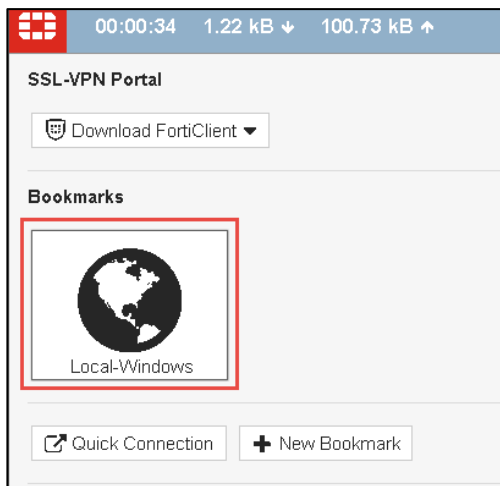 00:00:34 1.22 kB ↓ 100.73 kB ↑
SSL-VPN Portal
Download FortiClient
Bookmarks
Local-Windows
Quick Connection + New Bookmark